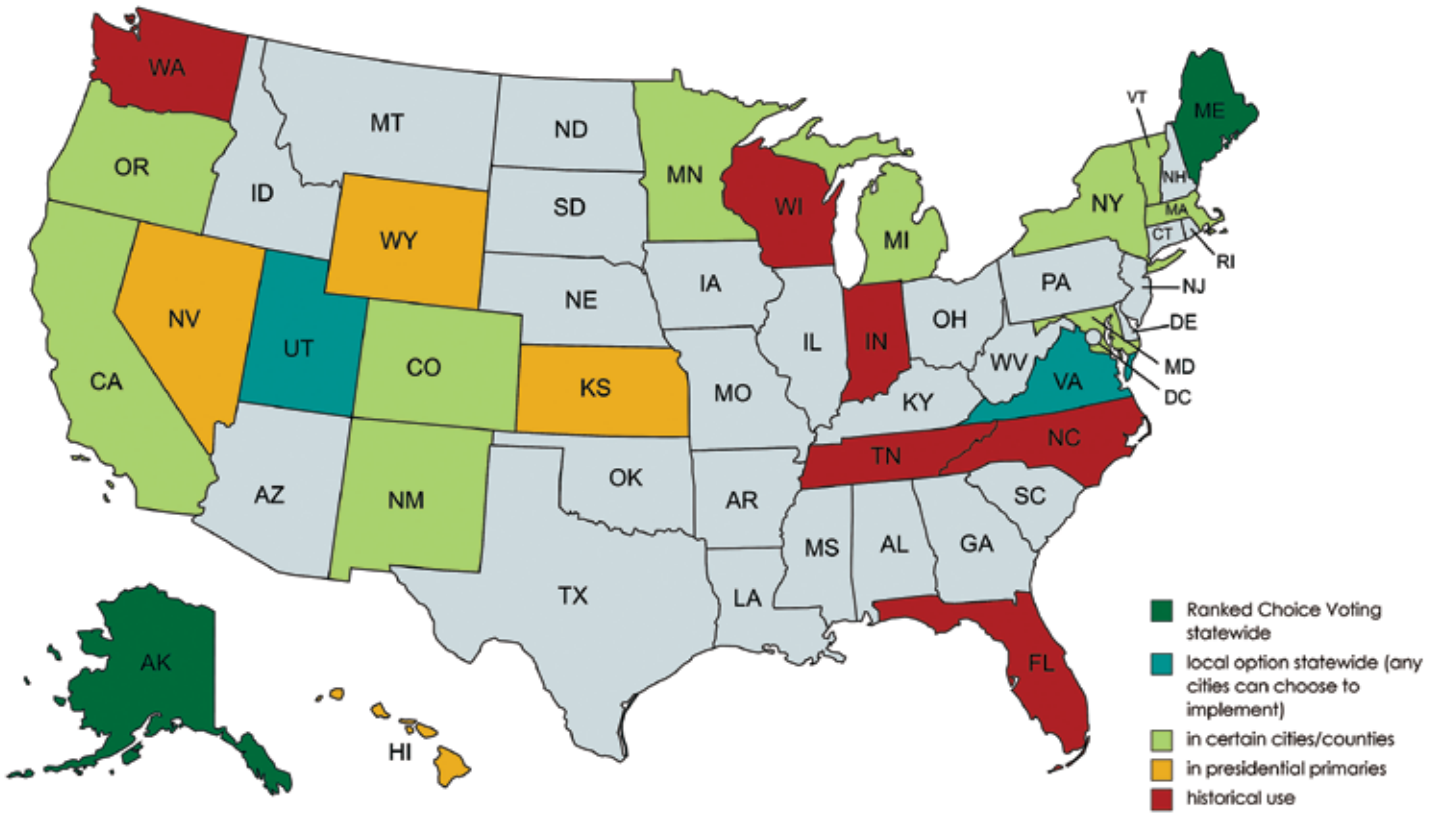 WA
MT
ND
OR
ID
SD
MN
WI
MI
NY
VT
NH
ME
MA
CT
RI
WY
NV
UT
CO
NE
IA
IL
IN
OH
PA
NJ
DE
MD
DC
CA
KS
MO
KY
WV
VA
AZ
NM
OK
AR
TN
NC
SC
TX
LA
MS
AL
GA
FL
AK
HI
Ranked Choice Voting
statewide
local option statewide (any
cities can choose to
implement)
in certain cities/counties
in presidential primaries
historical use